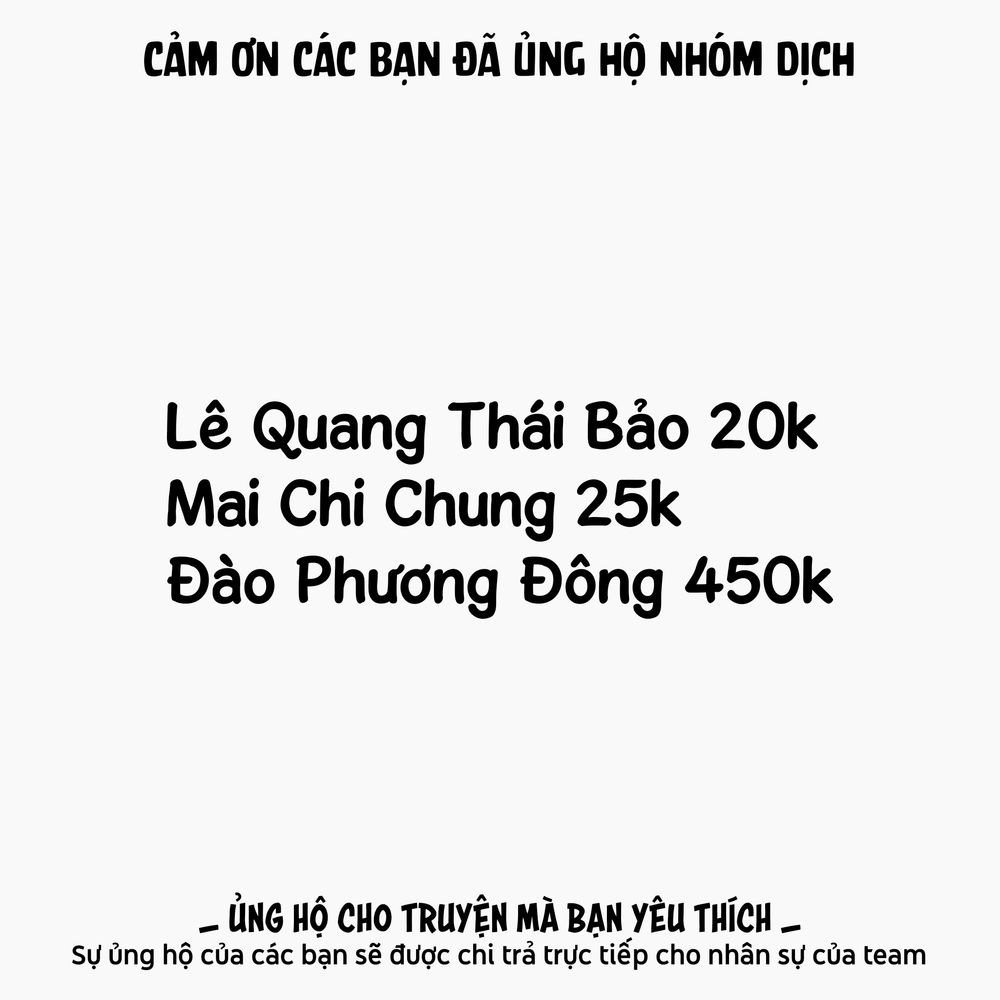 CẢM ƠN CÁC BẠN ĐÃ ỦNG HỘ NHÓM DỊCH
Lê Quang Thái Bảo 20k
Mai Chi Chung 25k
Đào Phương Đông 450k
_ ỦNG HỘ CHO TRUYỆN MÀ BẠN YÊU THÍCH _
Sự ủng hộ của các bạn sẽ được chi trả trực tiếp cho nhân sự của team